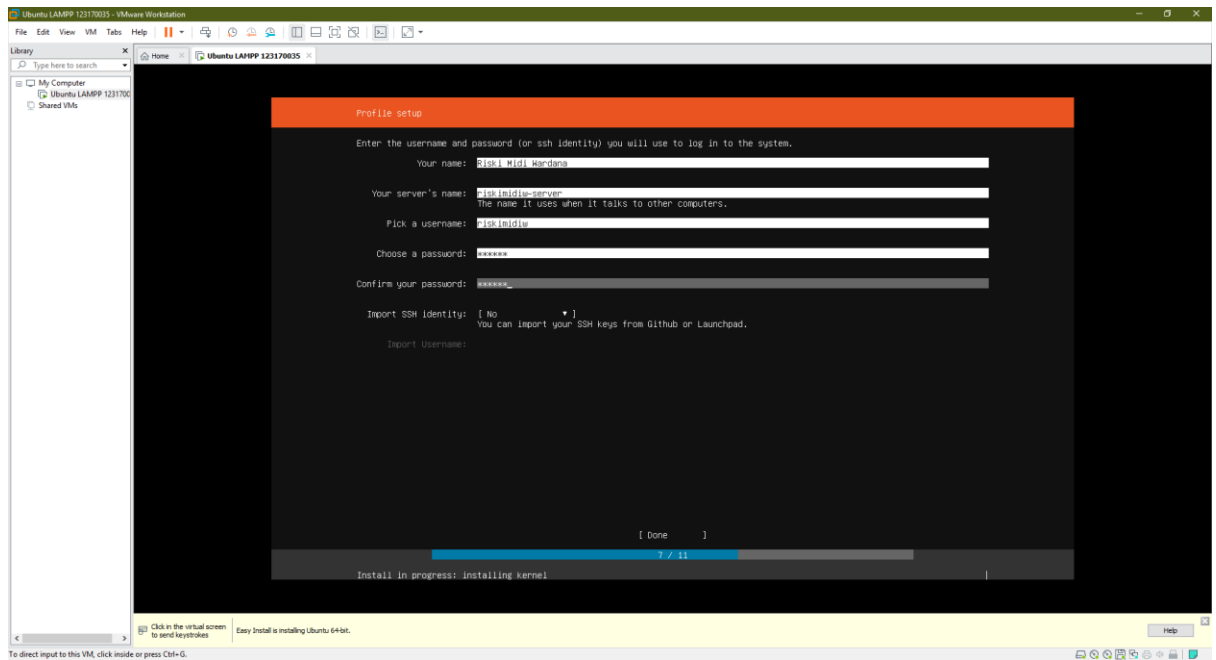 Ubuntu LAMPP 123170035 - VMware Workstation
File Edit View VM Tabs Help
Library
Home
Ubuntu LAMPP 123170035
Type here to search
My Computer
Ubuntu LAMPP 1231700
Shared VMs
Profile setup
Enter the username and password (or ssh identity) you will use to log in to the system.
Your name: Riski Midi Wardana
Your server's name: riskimidiw-server
The name it uses when it talks to other computers.
Pick a username: riskimidiw
Choose a password: ******
Confirm your password: ******_
Import SSH identity: [ No ▾ ]
You can import your SSH keys from Github or Launchpad.
Import Username:
[ Done ]
7 / 11
Install in progress: installing kernel
Click in the virtual screen
to send keystrokes
Easy Install is installing Ubuntu 64-bit.
Help
To direct input to this VM, click inside or press Ctrl+G.